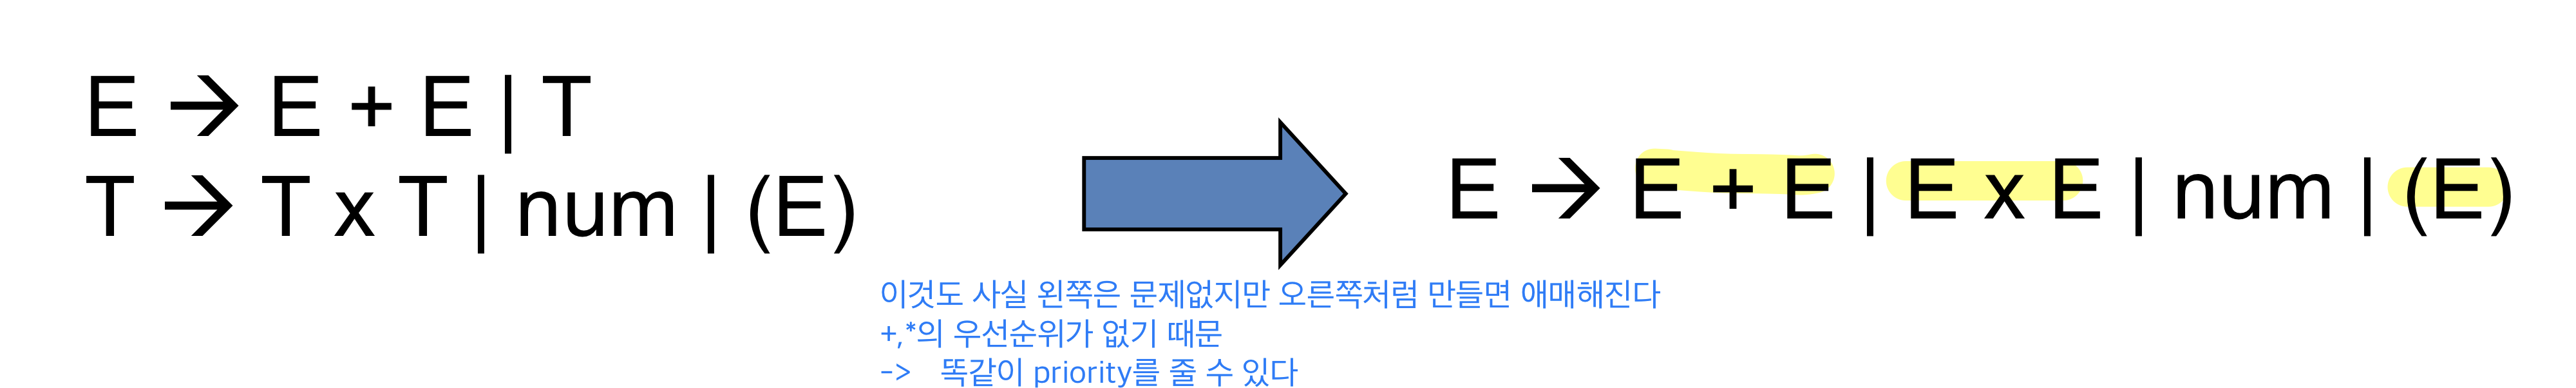 E → E + E | T
T → T x T | num | (E)
E → E + E | E x E | num | (E)
이것도 사실 왼쪽은 문제없지만 오른쪽처럼 만들면 애매해진다
+,*의 우선순위가 없기 때문
-> 똑같이 priority를 줄 수 있다